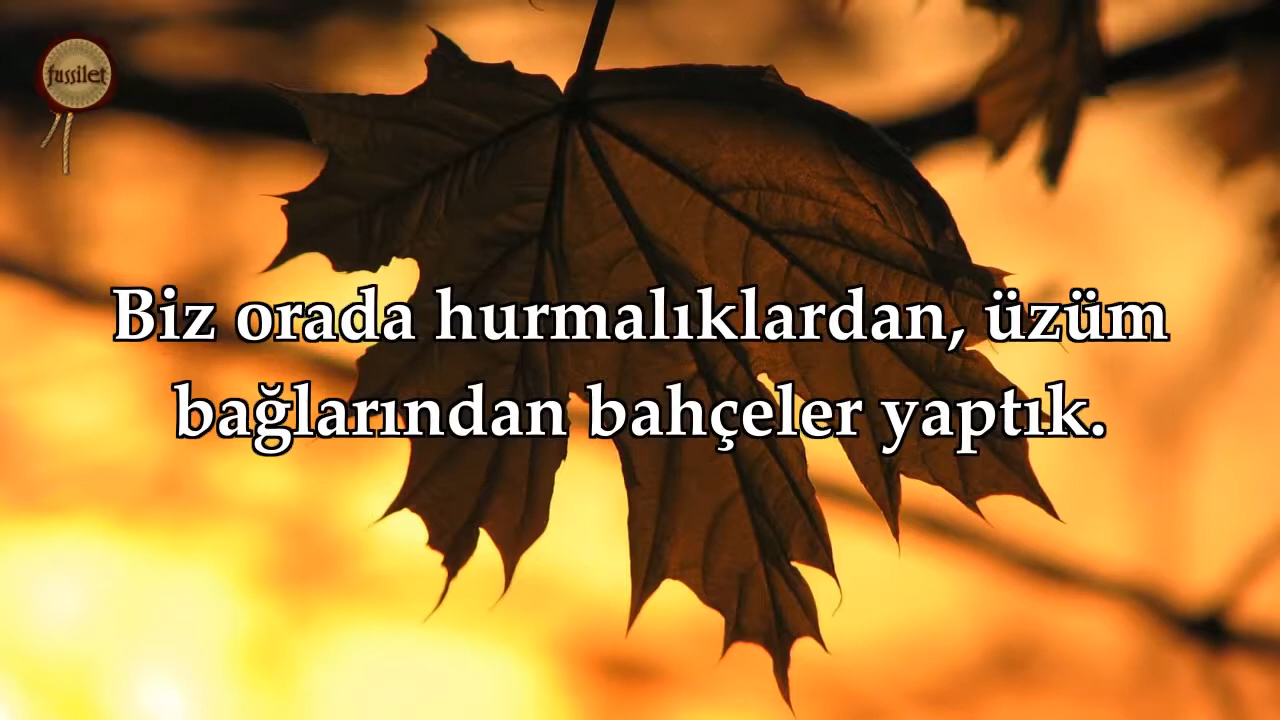 fussilet
Biz orada hurmalıklardan, üzüm
bağlarından bahçeler yaptık.